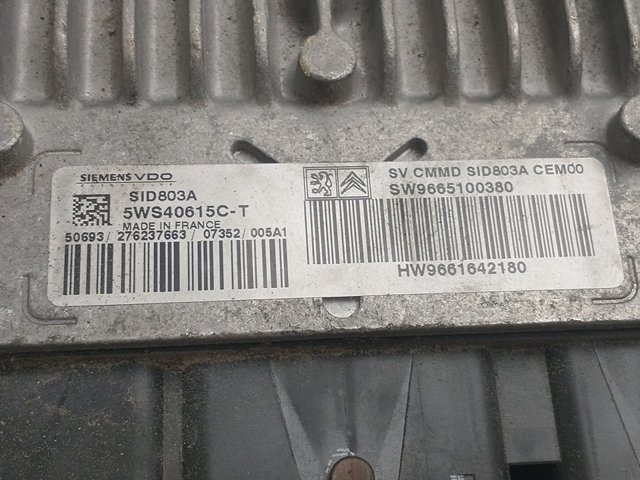 SIEMENS VDO
SID803A
5WS40615C-T
MADE IN FRANCE
50693/ 276237663/ 07352/ 005A1
SV CMMD SID803A CEM00
SW9665100380
HW9661642180